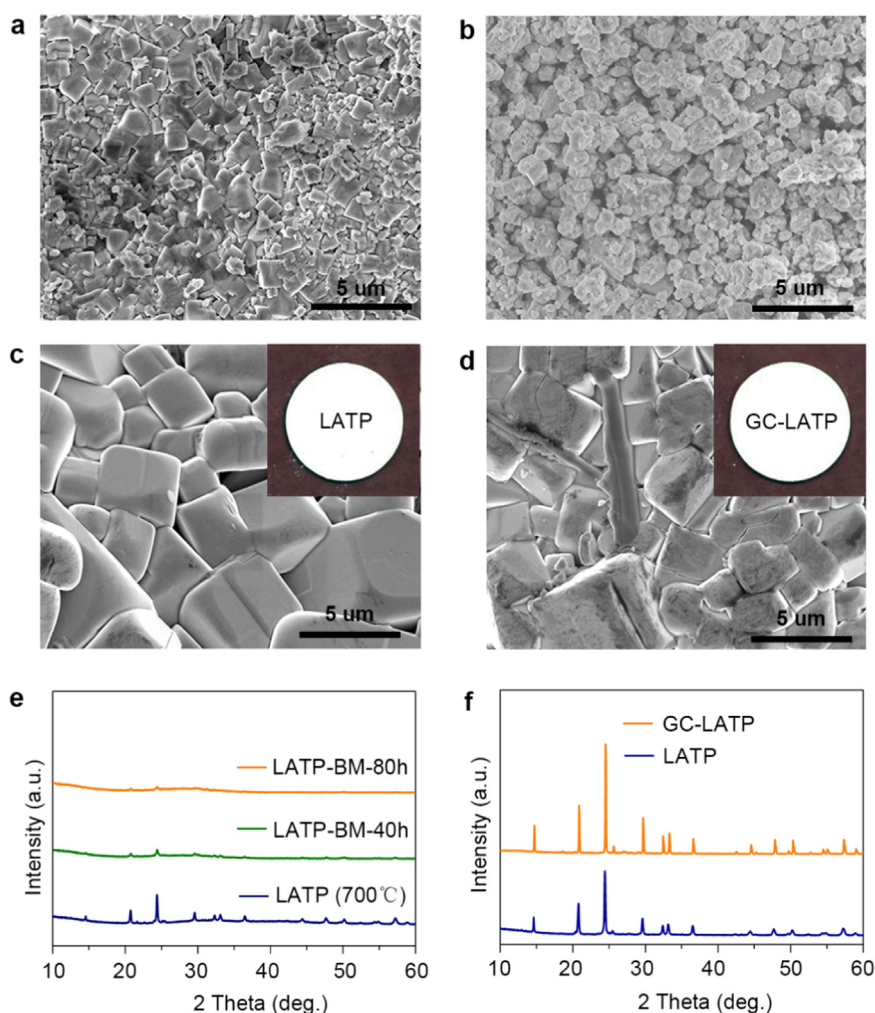 a
b
5 um
5 um
c
LATP
5 um
d
GC-LATP
5 um
e
Intensity (a.u.)
LATP-BM-80h
LATP-BM-40h
LATP (700℃)
10 20 30 40 50 60
2 Theta (deg.)
f
Intensity (a.u.)
GC-LATP
LATP
10 20 30 40 50 60
2 Theta (deg.)